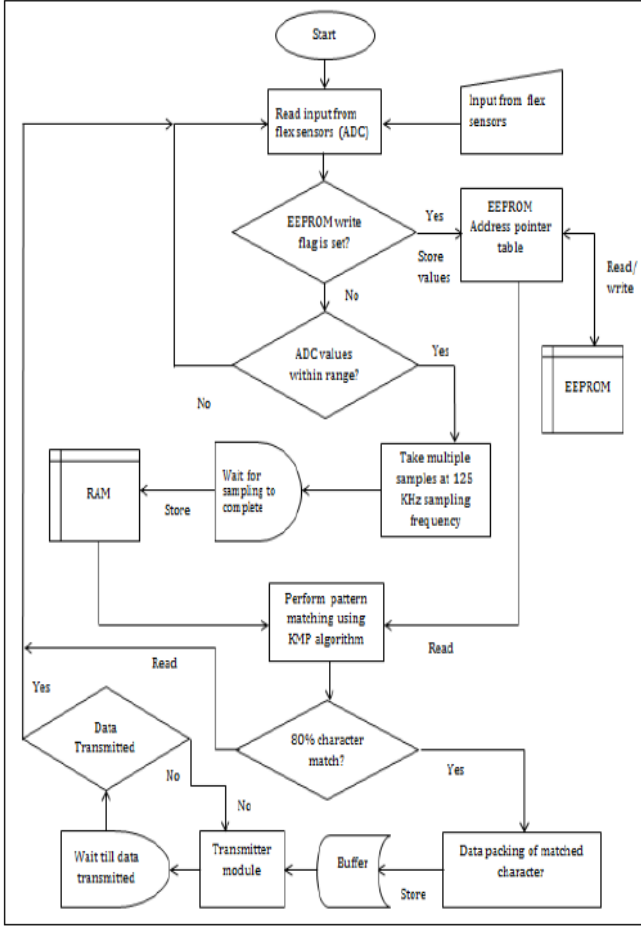 Start
Read input from
flex sensors (ADC)
Input from flex
sensors
EEPROM write
flag is set?
Yes
Store
values
EEPROM
Address pointer
table
Read/
write
No
ADC values
within range?
Yes
No
EEPROM
RAM
Store
Wait for
sampling to
complete
Take multiple
samples at 125
KHz sampling
frequency
Perform pattern
matching using
KMP algorithm
Read
Read
Yes
Data
Transmitted
80% character
match?
Yes
No
No
Wait till data
transmitted
Transmitter
module
Buffer
Store
Data packing of matched
character